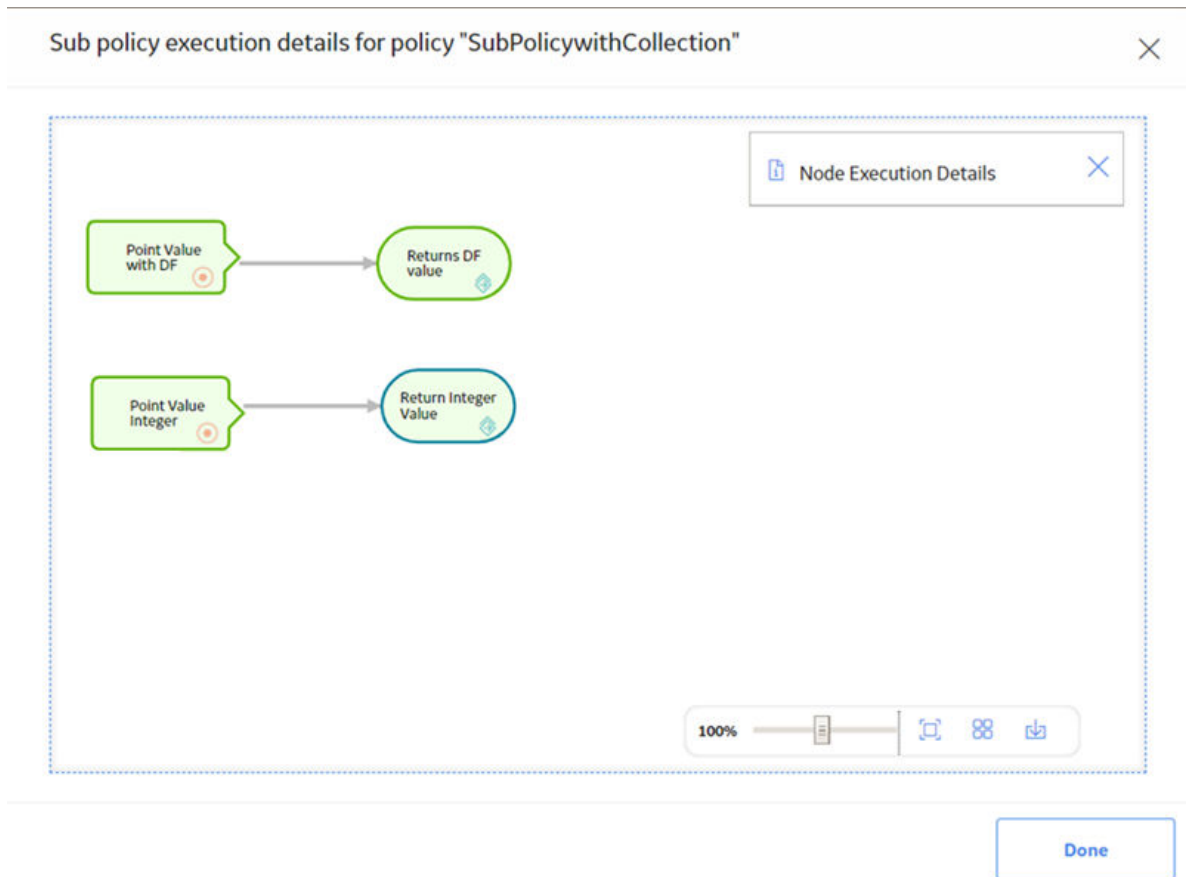 Sub policy execution details for policy "SubPolicywithCollection"
Node Execution Details
Point Value
with DF
Returns DF
value
Point Value
Integer
Return Integer
Value
100%
Done